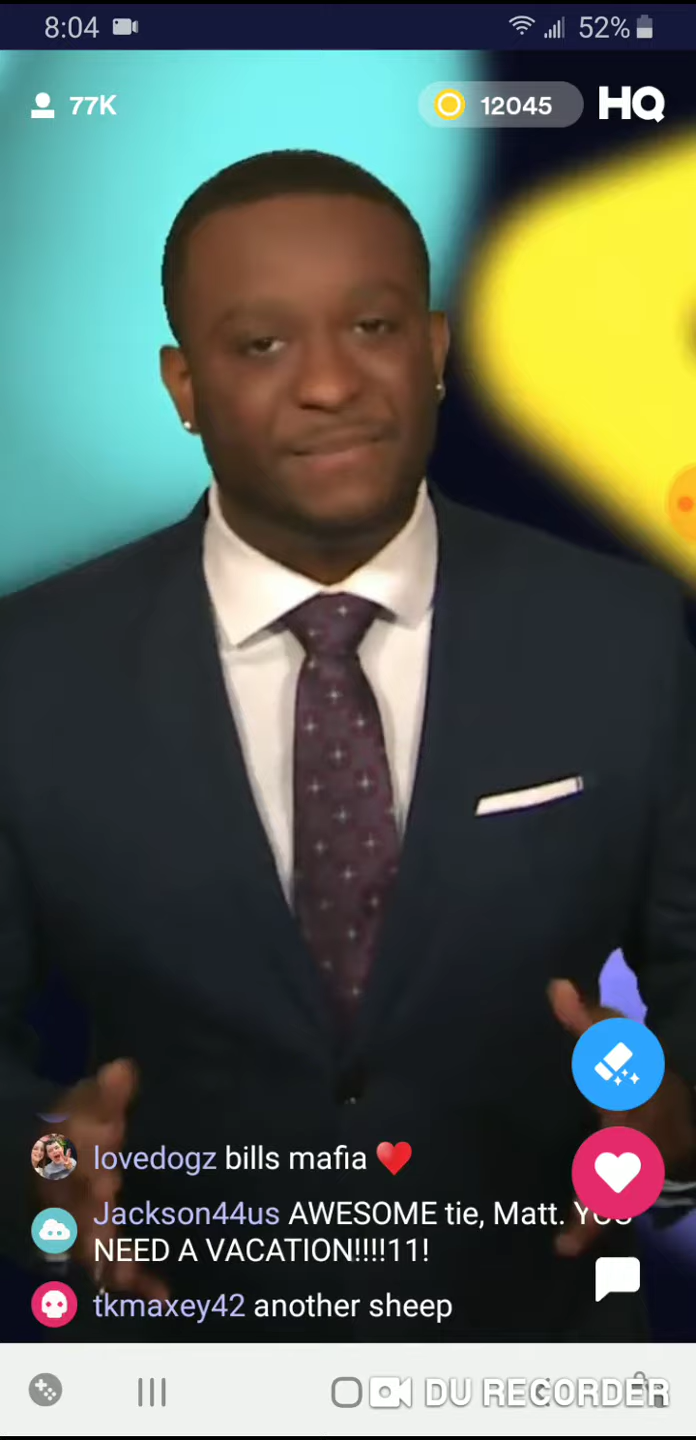 8:04 52%
77K 12045 HQ
lovedogz bills mafia
Jackson44us AWESOME tie, Matt. YOU
NEED A VACATION!!!!11!
tkmaxey42 another sheep
DU RECORDER